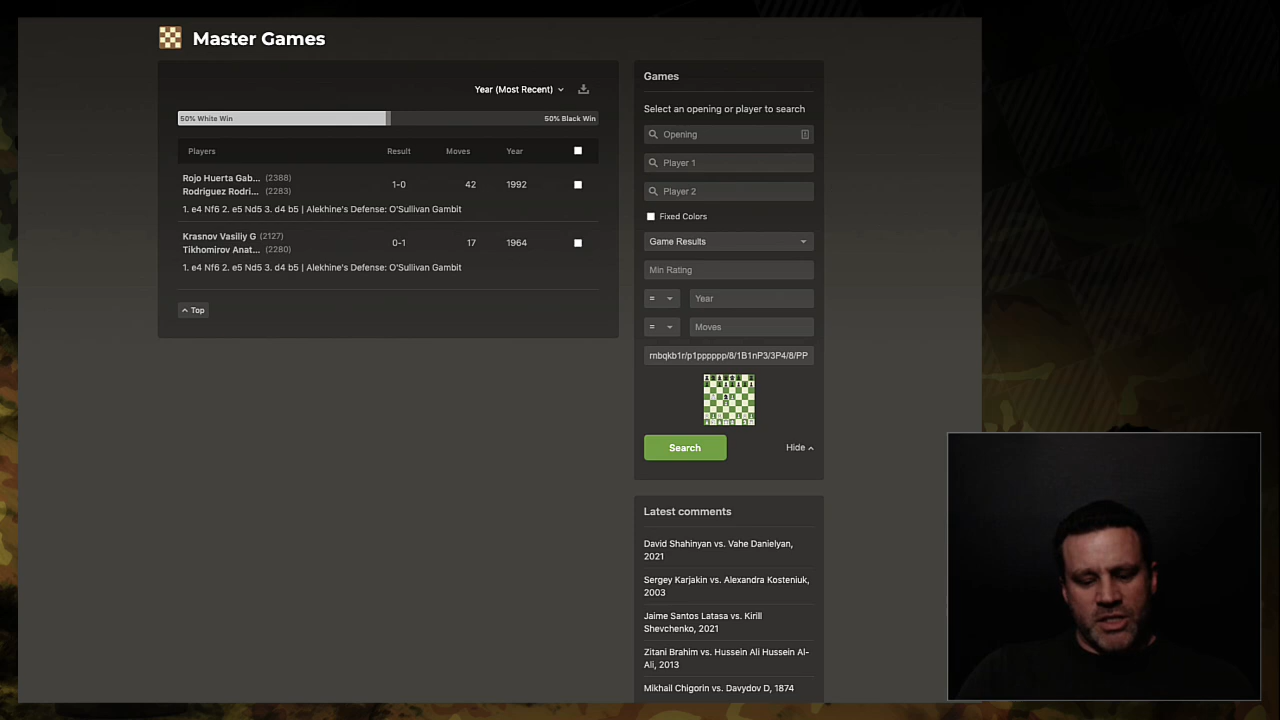 Master Games
Year (Most Recent)
50% White Win
50% Black Win
Players Result Moves Year
Rojo Huerta Gab... (2388)
Rodriguez Rodri... (2283)
1-0 42 1992
1. e4 Nf6 2. e5 Nd5 3. d4 b5 | Alekhine's Defense: O'Sullivan Gambit
Krasnov Vasiliy G (2127)
Tikhomirov Anat... (2280)
0-1 17 1964
1. e4 Nf6 2. e5 Nd5 3. d4 b5 | Alekhine's Defense: O'Sullivan Gambit
Top
Games
Select an opening or player to search
Opening
Player 1
Player 2
Fixed Colors
Game Results
Min Rating
= Year
= Moves
rnbqkb1r/p1pppppp/8/1B1nP3/3P4/8/PP
Search
Hide
Latest comments
David Shahinyan vs. Vahe Danielyan,
2021
Sergey Karjakin vs. Alexandra Kosteniuk,
2003
Jaime Santos Latasa vs. Kirill
Shevchenko, 2021
Zitani Brahim vs. Hussein Ali Hussein Al-
Ali, 2013
Mikhail Chigorin vs. Davydov D, 1874